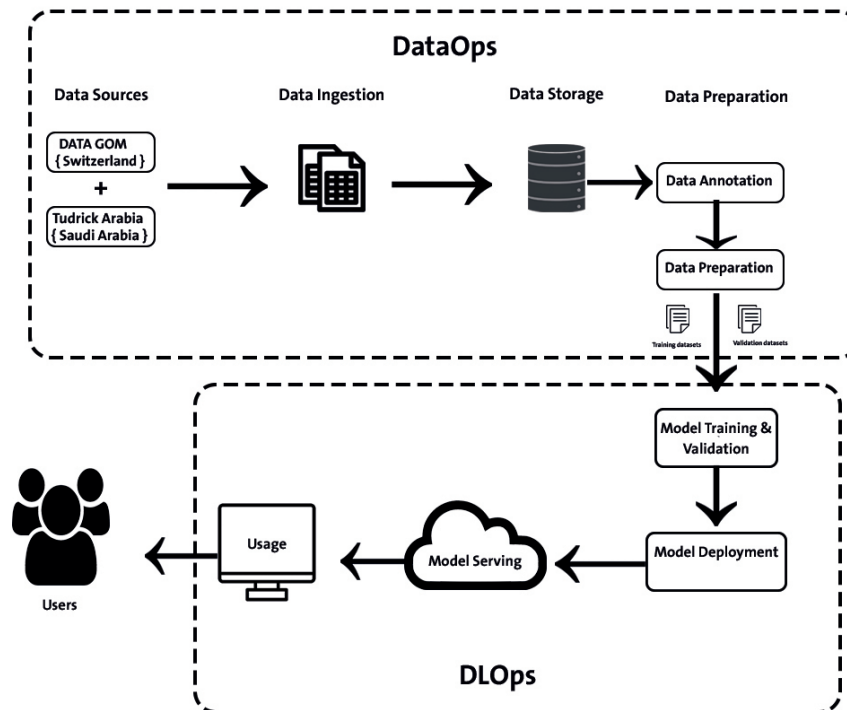 DataOps
Data Sources
Data Ingestion
Data Storage
Data Preparation
DATA GOM
{ Switzerland }
+
Tudrick Arabia
{ Saudi Arabia }
Data Annotation
Data Preparation
Training datasets
Validation datasets
Model Training &
Validation
Model Deployment
Model Serving
Usage
Users
DLOps